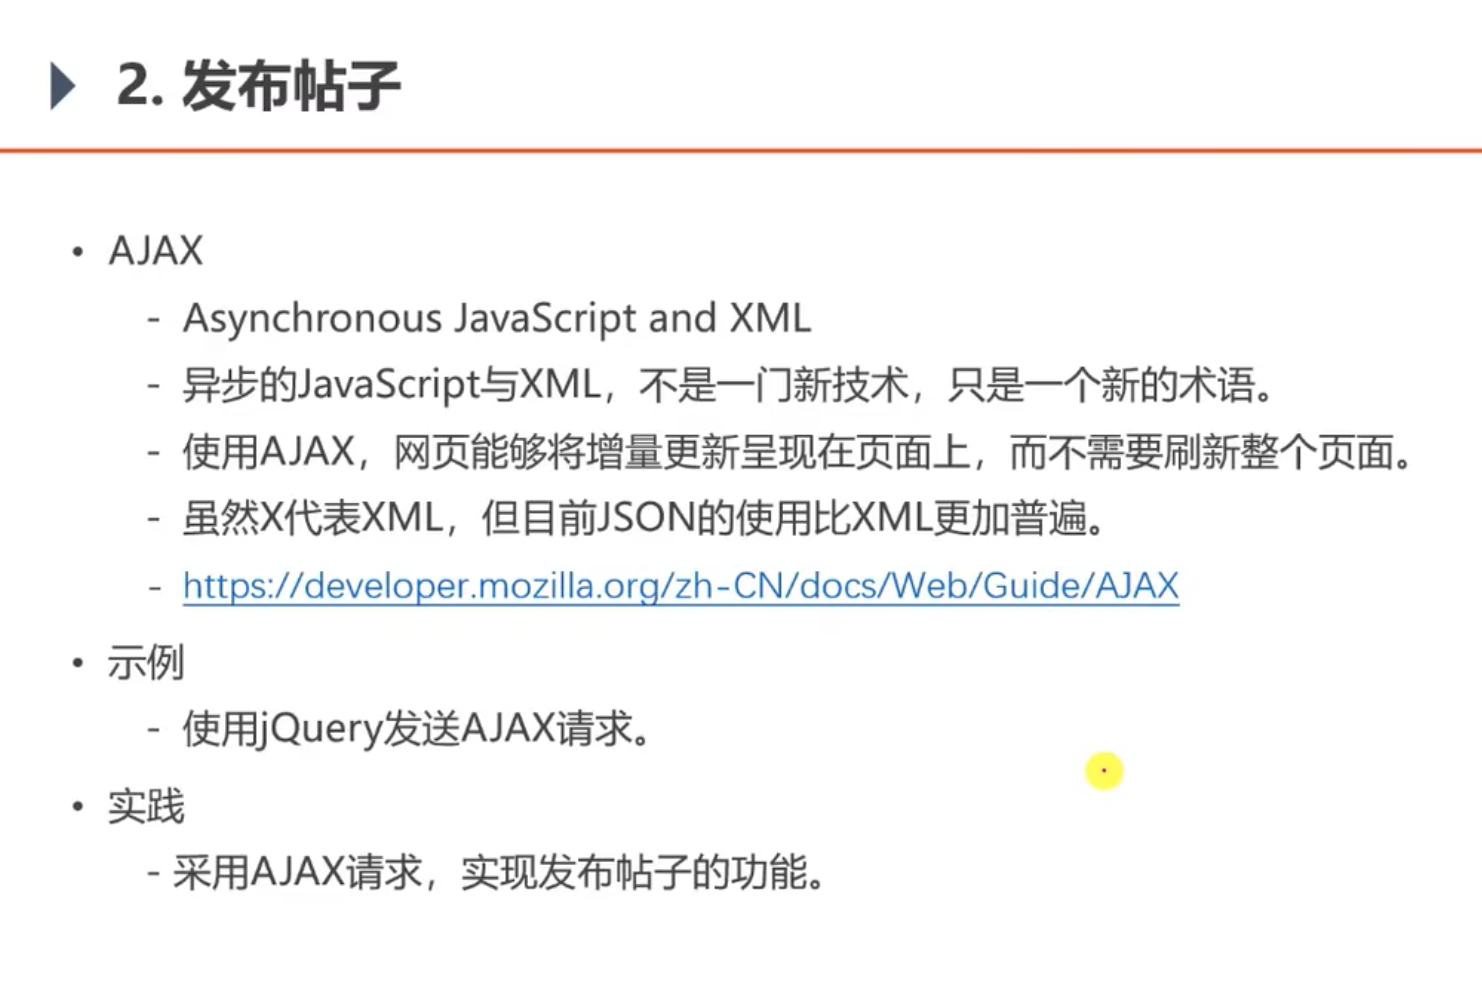 2. 发布帖子
• AJAX
- Asynchronous JavaScript and XML
- 异步的JavaScript与XML，不是一门新技术，只是一个新的术语。
- 使用AJAX，网页能够将增量更新呈现在页面上，而不需要刷新整个页面。
- 虽然X代表XML，但目前JSON的使用比XML更加普遍。
- https://developer.mozilla.org/zh-CN/docs/Web/Guide/AJAX
• 示例
- 使用jQuery发送AJAX请求。
• 实践
- 采用AJAX请求，实现发布帖子的功能。